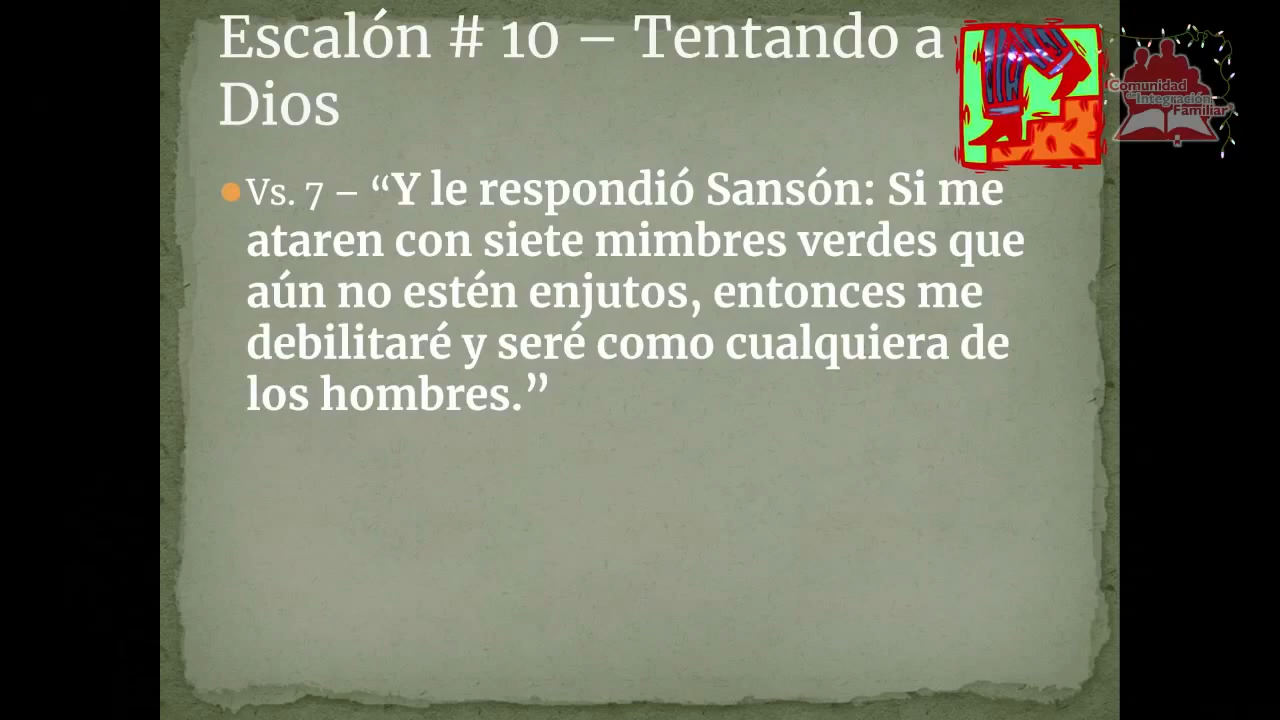 Escalón # 10 – Tentando a
Dios
Vs. 7 – “Y le respondió Sansón: Si me
ataren con siete mimbres verdes que
aún no estén enjutos, entonces me
debilitaré y seré como cualquiera de
los hombres.”
Comunidad
de Integración
Familiar